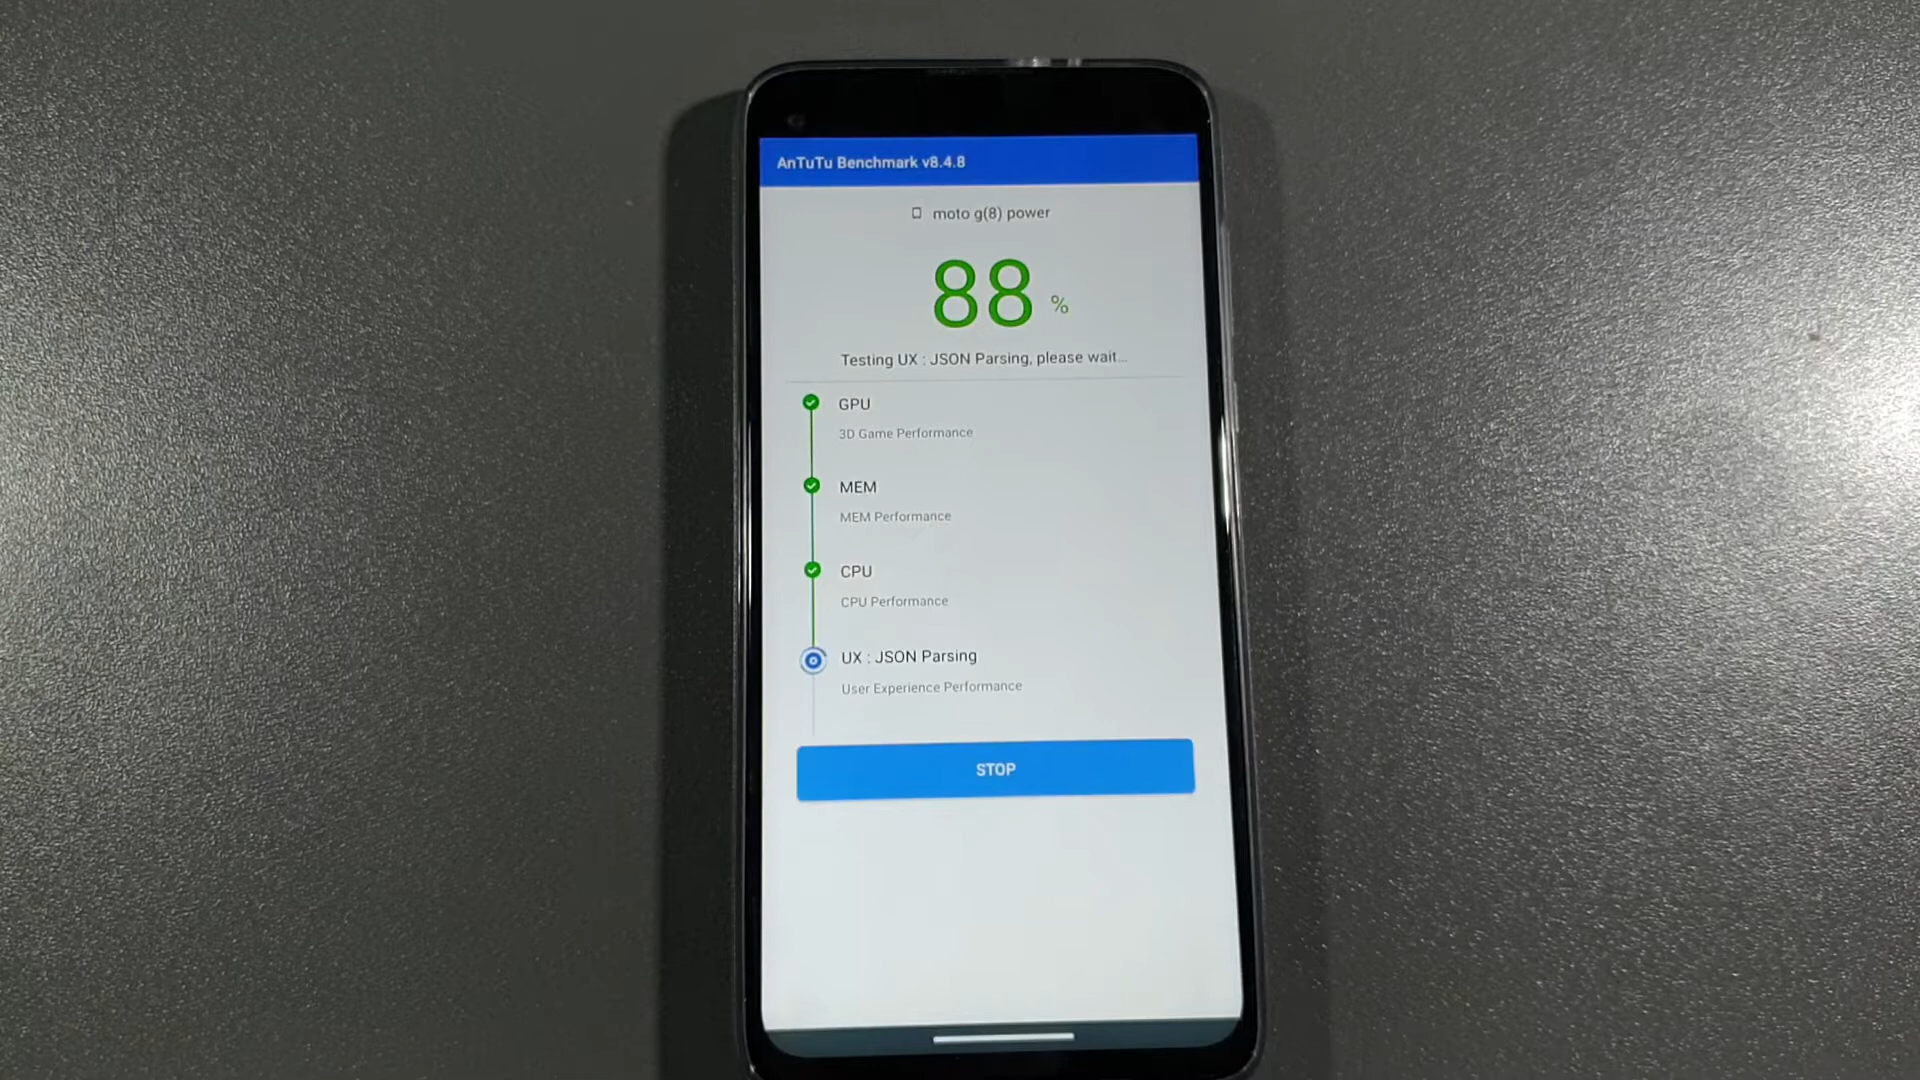 AnTuTu Benchmark v8.4.8
moto g(8) power
88 %
Testing UX : JSON Parsing, please wait...
GPU
3D Game Performance
MEM
MEM Performance
CPU
CPU Performance
UX : JSON Parsing
User Experience Performance
STOP